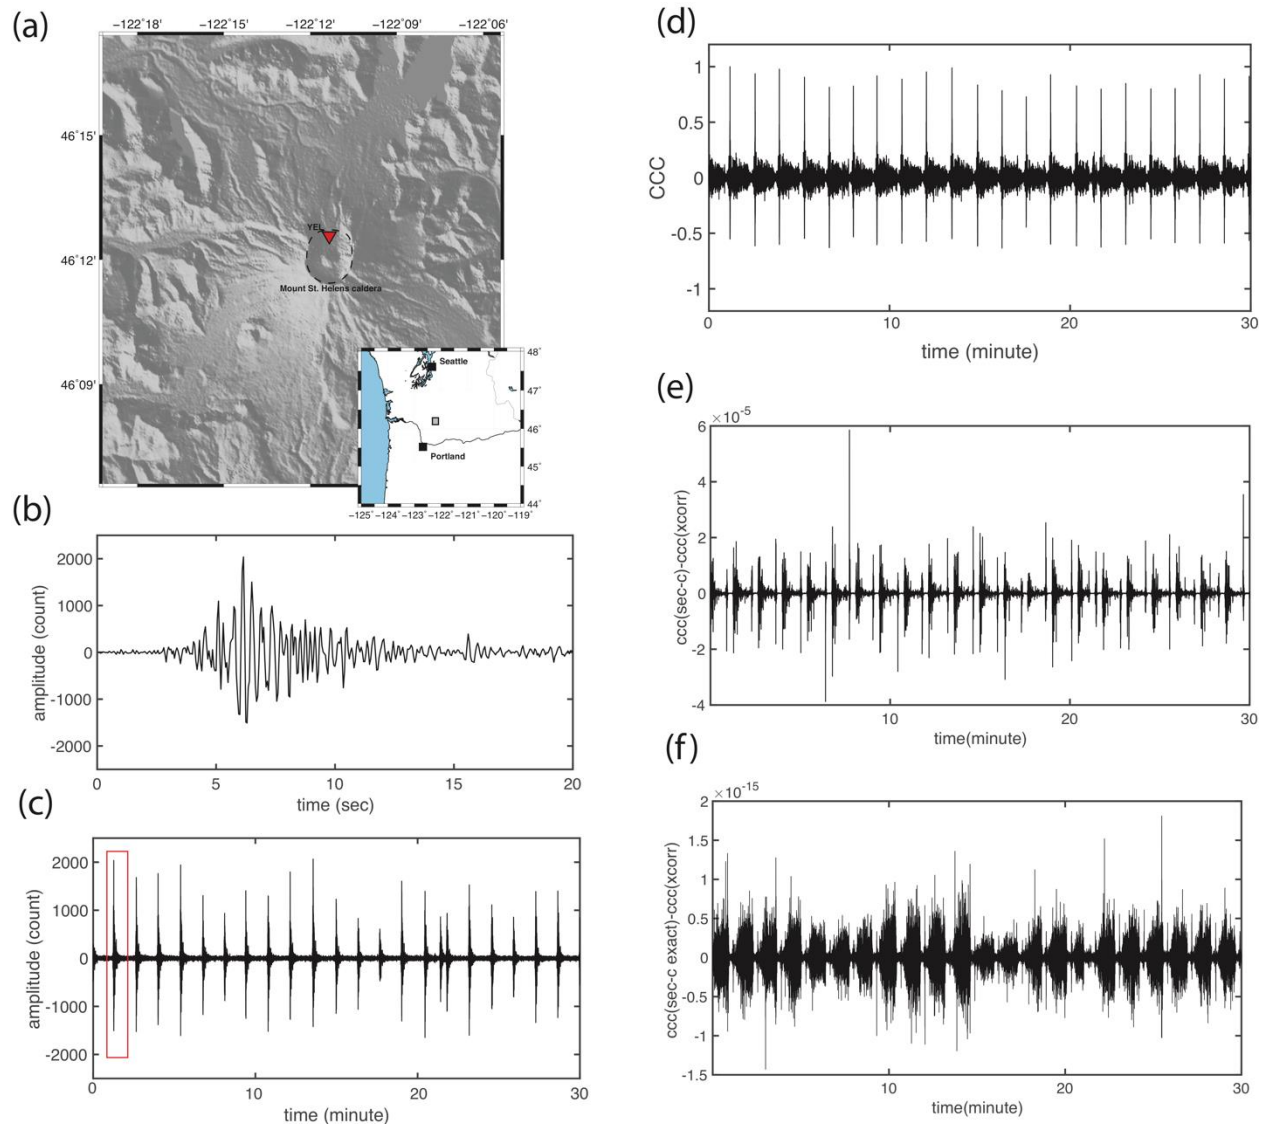 (a)
−122˚18' −122˚15' −122˚12' −122˚09' −122˚06'
46˚15'
46˚12'
46˚09'
YEL
Mount St. Helens caldera
Seattle
Portland
48˚
47˚
46˚
45˚
44˚
−125˚ −124˚ −123˚ −122˚ −121˚ −120˚ −119˚
(b)
amplitude (count)
2000
1000
0
-1000
-2000
0 5 10 15 20
time (sec)
(c)
amplitude (count)
2000
1000
0
-1000
-2000
0 10 20 30
time (minute)
(d)
CCC
1
0.5
0
-0.5
-1
0 10 20 30
time (minute)
(e)
×10-5
ccc(sec-c)-ccc(xcorr)
6
4
2
0
-2
-4
10 20 30
time(minute)
(f)
×10-15
ccc(sec-c exact)-ccc(xcorr)
2
1.5
1
0.5
0
-0.5
-1
-1.5
10 20 30
time(minute)